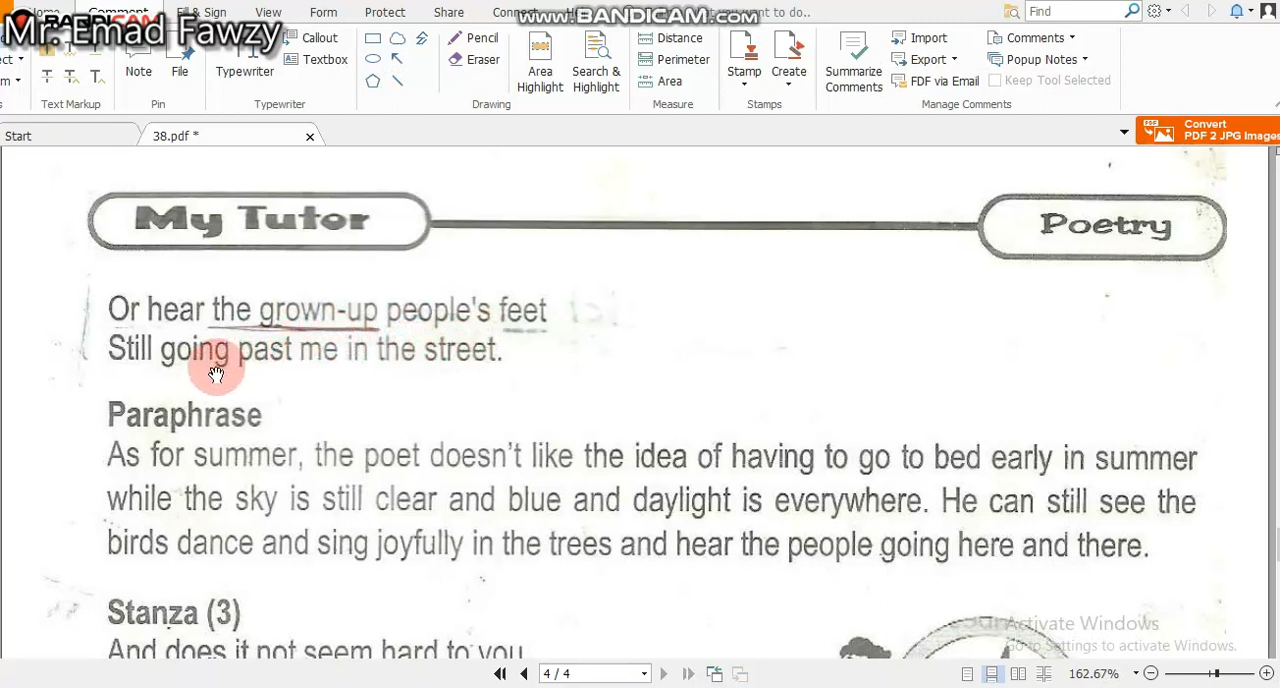 Home Comment Fill & Sign View Form Protect Share Connect
www.BANDICAM.com
you want to do..
Find
BANDICAM
Mr. Emad Fawzy
Callout
Textbox
Note
File
Typewriter
Pencil
Eraser
Area Highlight
Search & Highlight
Distance
Perimeter
Area
Stamp
Create
Summarize Comments
Import
Export
FDF via Email
Comments
Popup Notes
Keep Tool Selected
Text Markup
Pin
Typewriter
Drawing
Measure
Stamps
Manage Comments
Start
38.pdf *
Convert
PDF 2 JPG Images
My Tutor
Poetry
Or hear the grown-up people's feet
Still going past me in the street.
Paraphrase
As for summer, the poet doesn't like the idea of having to go to bed early in summer
while the sky is still clear and blue and daylight is everywhere. He can still see the
birds dance and sing joyfully in the trees and hear the people going here and there.
Stanza (3)
And does it not seem hard to you,
Activate Windows
Go to Settings to activate Windows.
4 / 4
162.67%